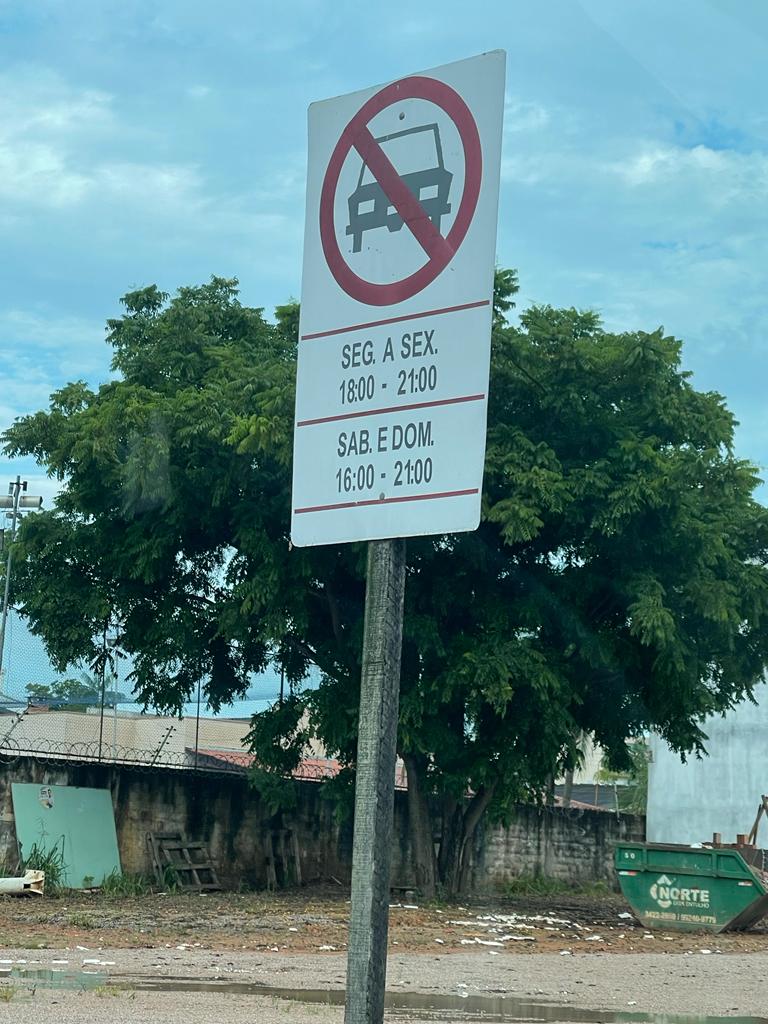 SEG. A SEX.
18:00 - 21:00
SAB. E DOM.
16:00 - 21:00
NORTE